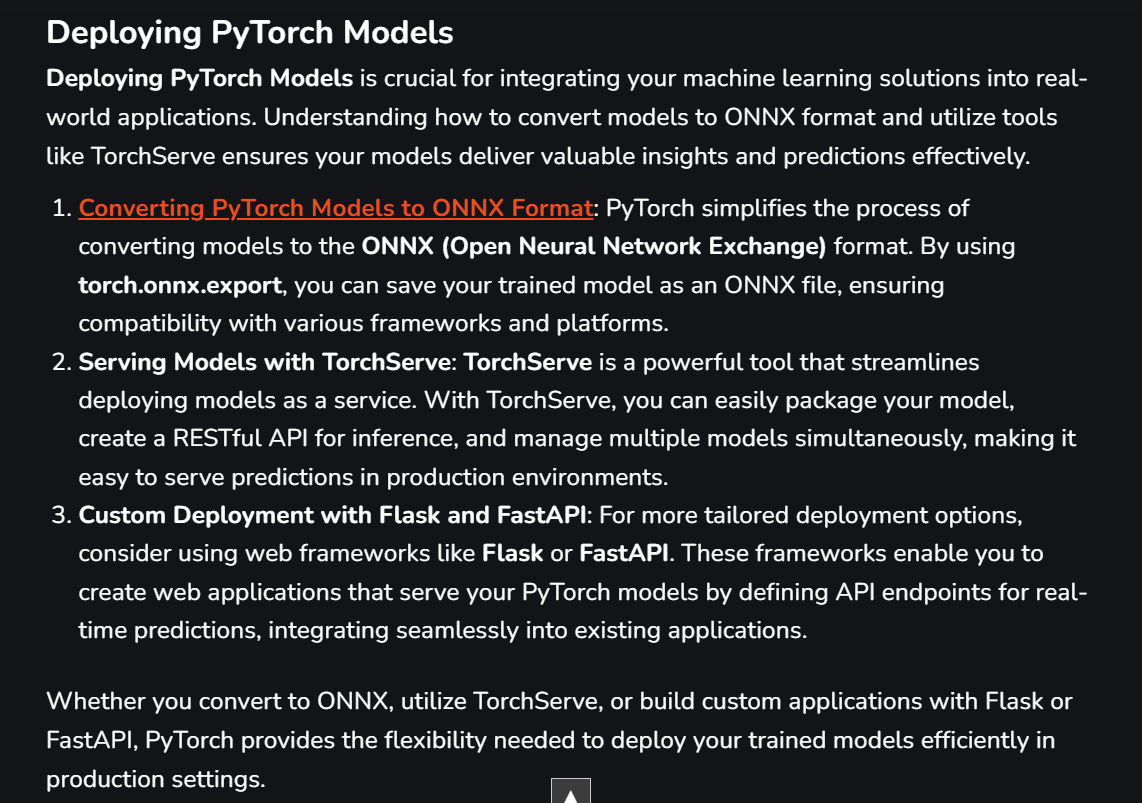 Deploying PyTorch Models
Deploying PyTorch Models is crucial for integrating your machine learning solutions into real-
world applications. Understanding how to convert models to ONNX format and utilize tools
like TorchServe ensures your models deliver valuable insights and predictions effectively.
1. Converting PyTorch Models to ONNX Format: PyTorch simplifies the process of
converting models to the ONNX (Open Neural Network Exchange) format. By using
torch.onnx.export, you can save your trained model as an ONNX file, ensuring
compatibility with various frameworks and platforms.
2. Serving Models with TorchServe: TorchServe is a powerful tool that streamlines
deploying models as a service. With TorchServe, you can easily package your model,
create a RESTful API for inference, and manage multiple models simultaneously, making it
easy to serve predictions in production environments.
3. Custom Deployment with Flask and FastAPI: For more tailored deployment options,
consider using web frameworks like Flask or FastAPI. These frameworks enable you to
create web applications that serve your PyTorch models by defining API endpoints for real-
time predictions, integrating seamlessly into existing applications.
Whether you convert to ONNX, utilize TorchServe, or build custom applications with Flask or
FastAPI, PyTorch provides the flexibility needed to deploy your trained models efficiently in
production settings.